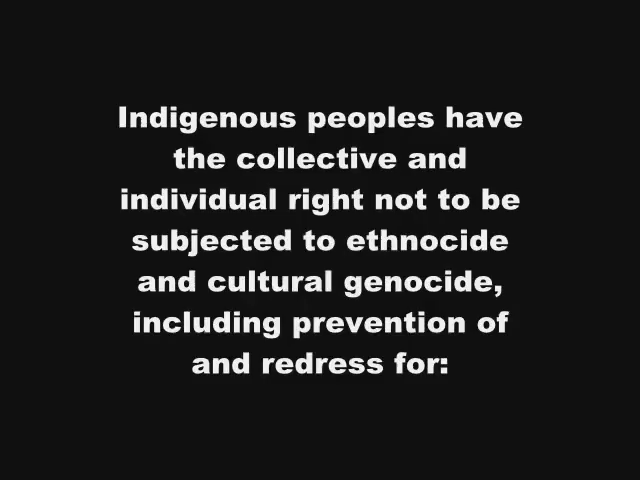 Indigenous peoples have
the collective and
individual right not to be
subjected to ethnocide
and cultural genocide,
including prevention of
and redress for: